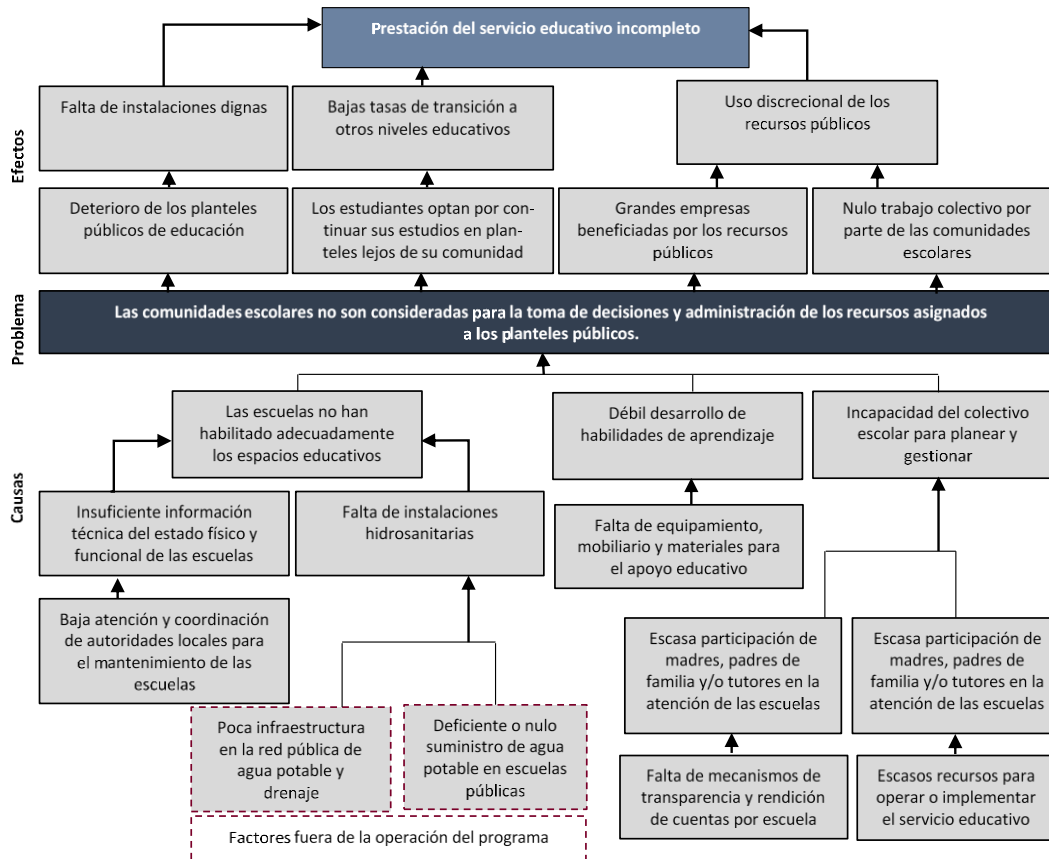 Prestación del servicio educativo incompleto
Efectos
Falta de instalaciones dignas
Bajas tasas de transición a
otros niveles educativos
Uso discrecional de los
recursos públicos
Deterioro de los planteles
públicos de educación
Los estudiantes optan por con-
tinuar sus estudios en plan-
teles lejos de su comunidad
Grandes empresas
beneficiadas por los recursos
públicos
Nulo trabajo colectivo por
parte de las comunidades
escolares
Problema
Las comunidades escolares no son consideradas para la toma de decisiones y administración de los recursos asignados
a los planteles públicos.
Causas
Las escuelas no han
habilitado adecuadamente
los espacios educativos
Débil desarrollo de
habilidades de aprendizaje
Incapacidad del colectivo
escolar para planear y
gestionar
Insuficiente información
técnica del estado físico y
funcional de las escuelas
Falta de instalaciones
hidrosanitarias
Falta de equipamiento,
mobiliario y materiales para
el apoyo educativo
Baja atención y coordinación
de autoridades locales para
el mantenimiento de las
escuelas
Escasa participación de
madres, padres de
familia y/o tutores en la
atención de las escuelas
Escasa participación de
madres, padres de
familia y/o tutores en la
atención de las escuelas
Poca infraestructura
en la red pública de
agua potable y
drenaje
Deficiente o nulo
suministro de agua
potable en escuelas
públicas
Falta de mecanismos de
transparencia y rendición
de cuentas por escuela
Escasos recursos para
operar o implementar
el servicio educativo
Factores fuera de la operación del programa